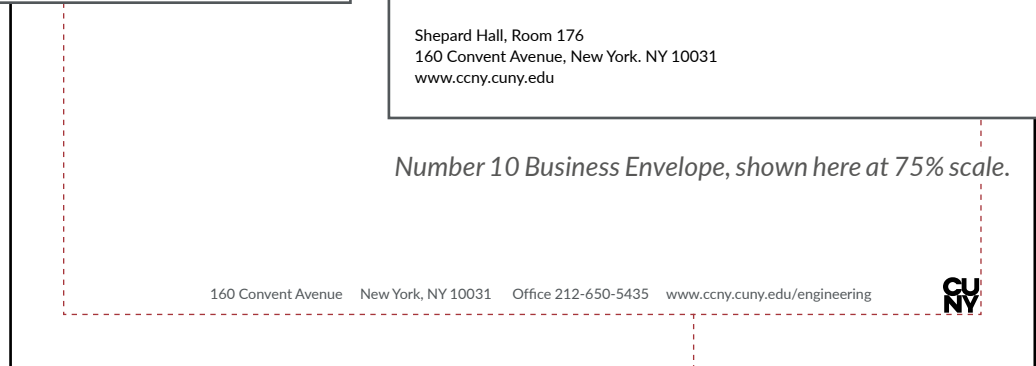 Shepard Hall, Room 176
160 Convent Avenue, New York. NY 10031
www.ccny.cuny.edu
Number 10 Business Envelope, shown here at 75% scale.
160 Convent Avenue New York, NY 10031 Office 212-650-5435 www.ccny.cuny.edu/engineering
CU
NY